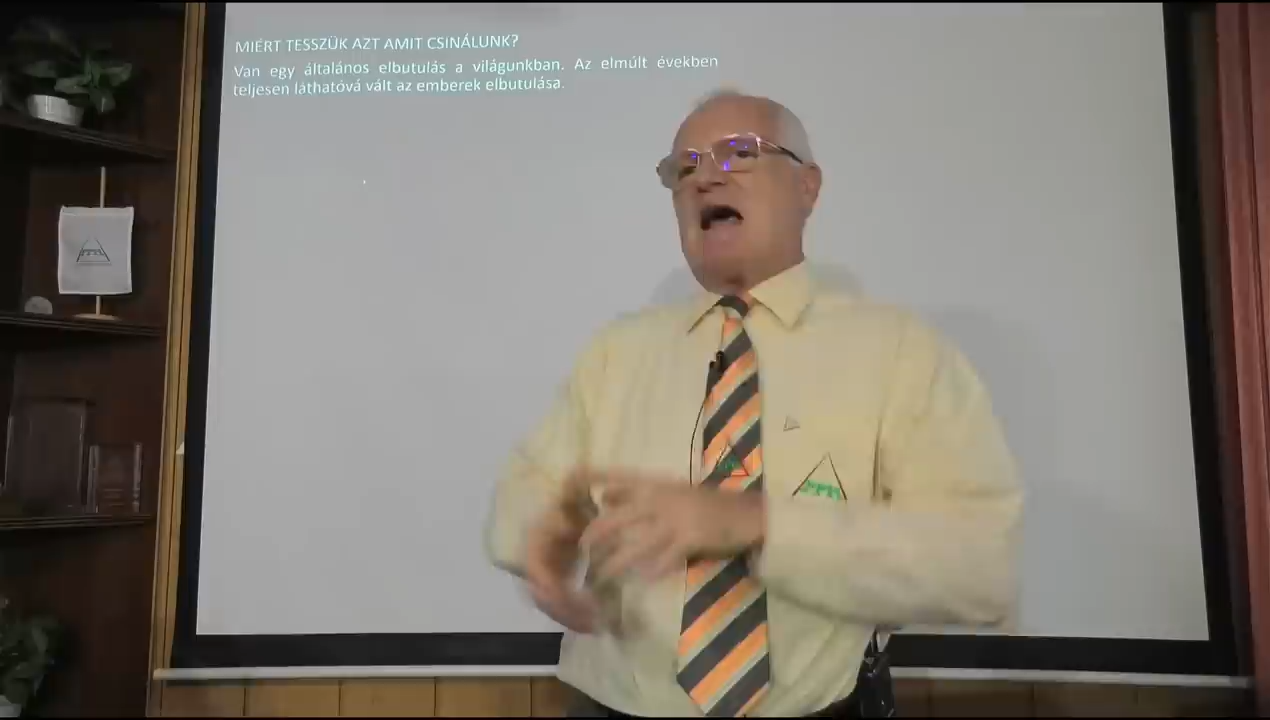 MIÉRT TESSZÜK AZT AMIT CSINÁLUNK?
Van egy általános elbutulás a világunkban. Az elmúlt években
teljesen láthatóvá vált az emberek elbutulása.